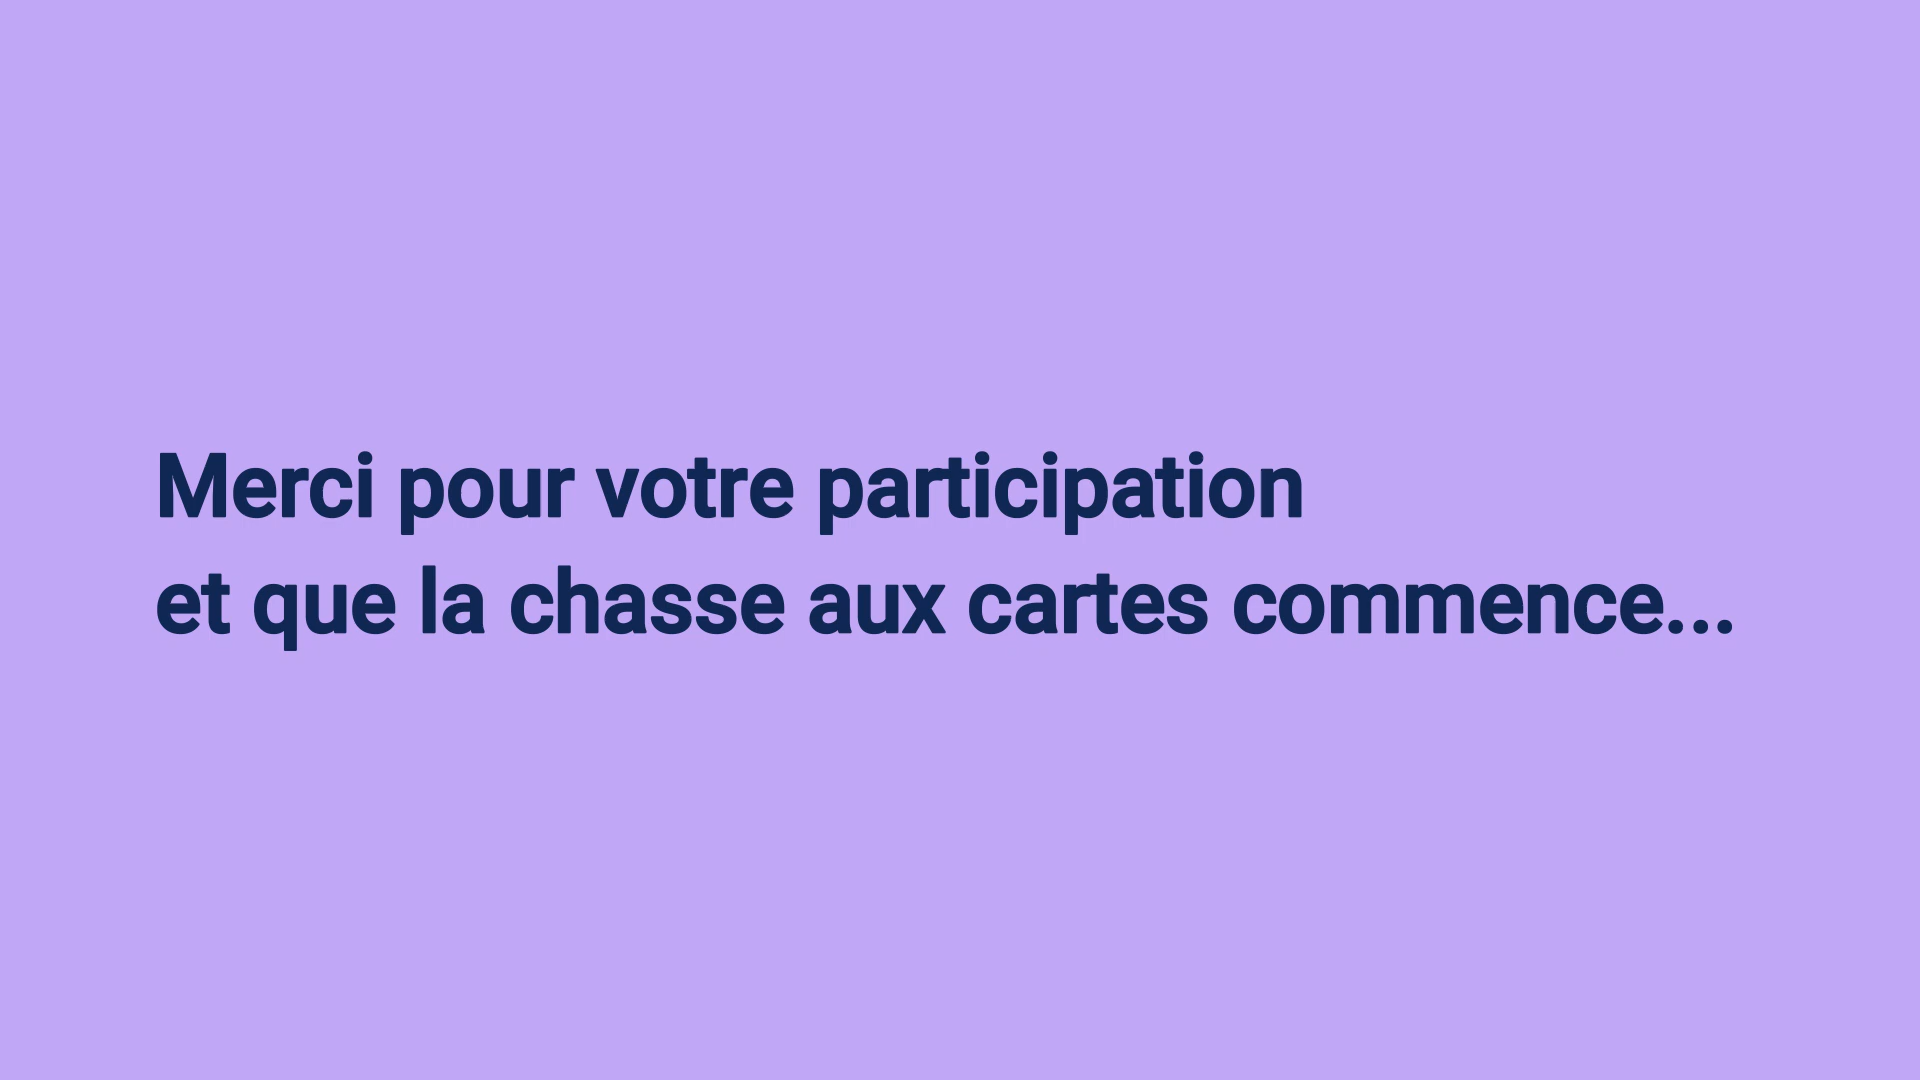 Merci pour votre participation
et que la chasse aux cartes commence...